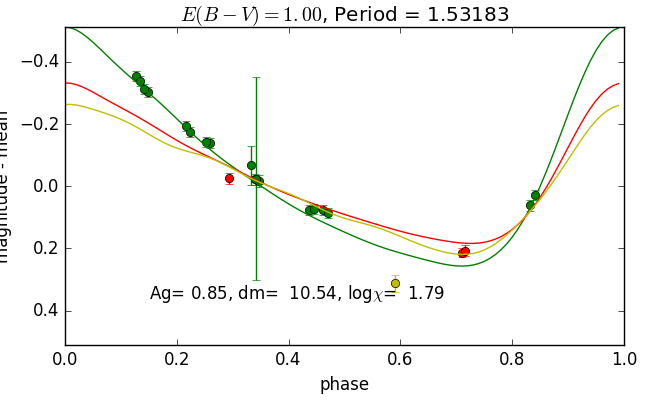 E(B − V) = 1.00, Period = 1.53183
−0.4
−0.2
0.0
0.2
0.4
magnitude - mean
Ag= 0.85, dm= 10.54, logχ= 1.79
0.0 0.2 0.4 0.6 0.8 1.0
phase